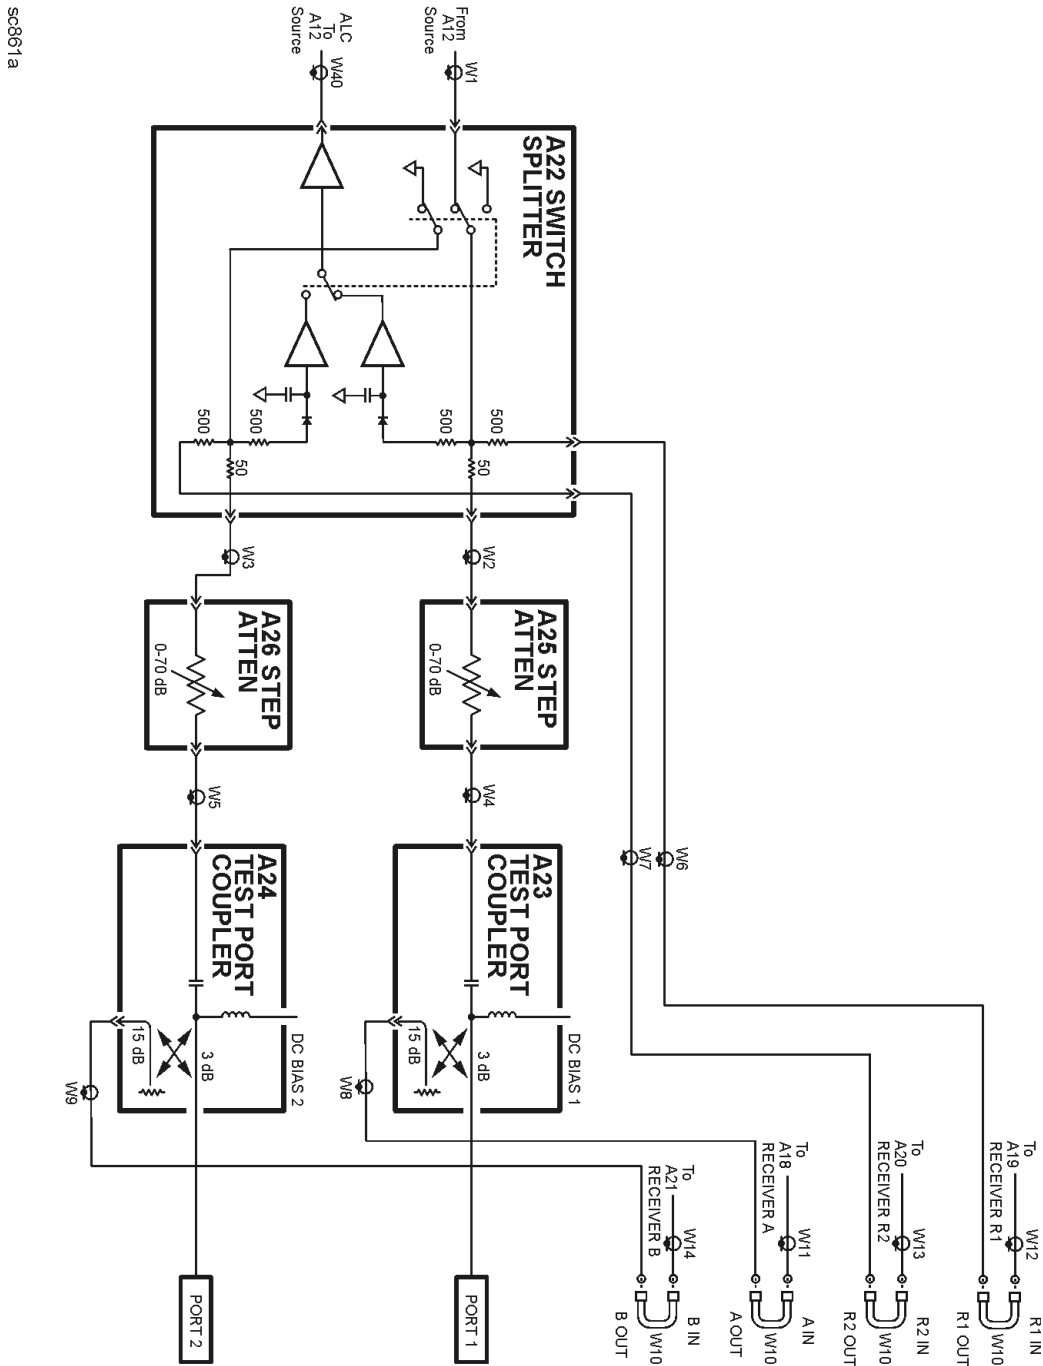 R1 IN
W12
To
A19
RECEIVER R1
W10
R1 OUT
R2 IN
W13
To
A20
RECEIVER R2
W10
R2 OUT
A IN
W11
To
A18
RECEIVER A
W10
A OUT
B IN
W14
To
A21
RECEIVER B
W10
B OUT
W6
W7
From
A12
Source
W1
A22 SWITCH
SPLITTER
500
500
50
W2
A25 STEP
ATTEN
0-70 dB
W4
A23
TEST PORT
COUPLER
DC BIAS 1
3 dB
15 dB
W8
PORT 1
ALC
To
A12
Source
W40
500
500
50
W3
A26 STEP
ATTEN
0-70 dB
W5
A24
TEST PORT
COUPLER
DC BIAS 2
3 dB
15 dB
W9
PORT 2
sc861a